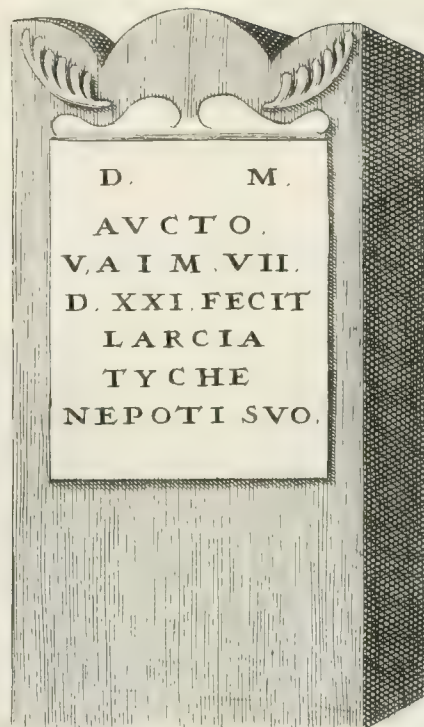 D. M.
AVCTO.
V. A I M. VII.
D. XXI. FECIT
LARCIA
TYCHE
NEPOTI SVO.